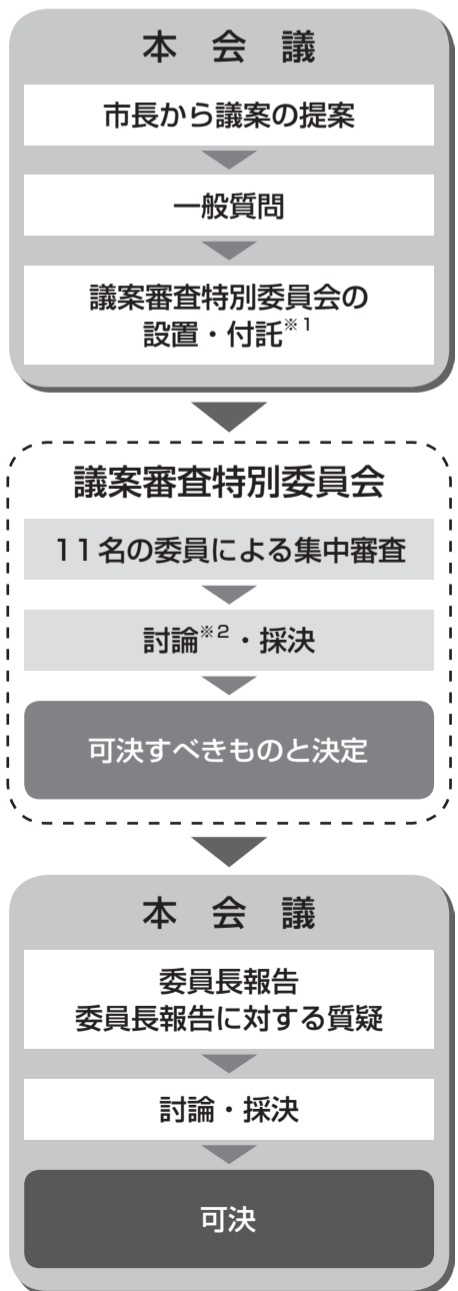 本 会 議
市長から議案の提案
一般質問
議案審査特別委員会の
設置・付託※1
議案審査特別委員会
11名の委員による集中審査
討論※2・採決
可決すべきものと決定
本 会 議
委員長報告
委員長報告に対する質疑
討論・採決
可決